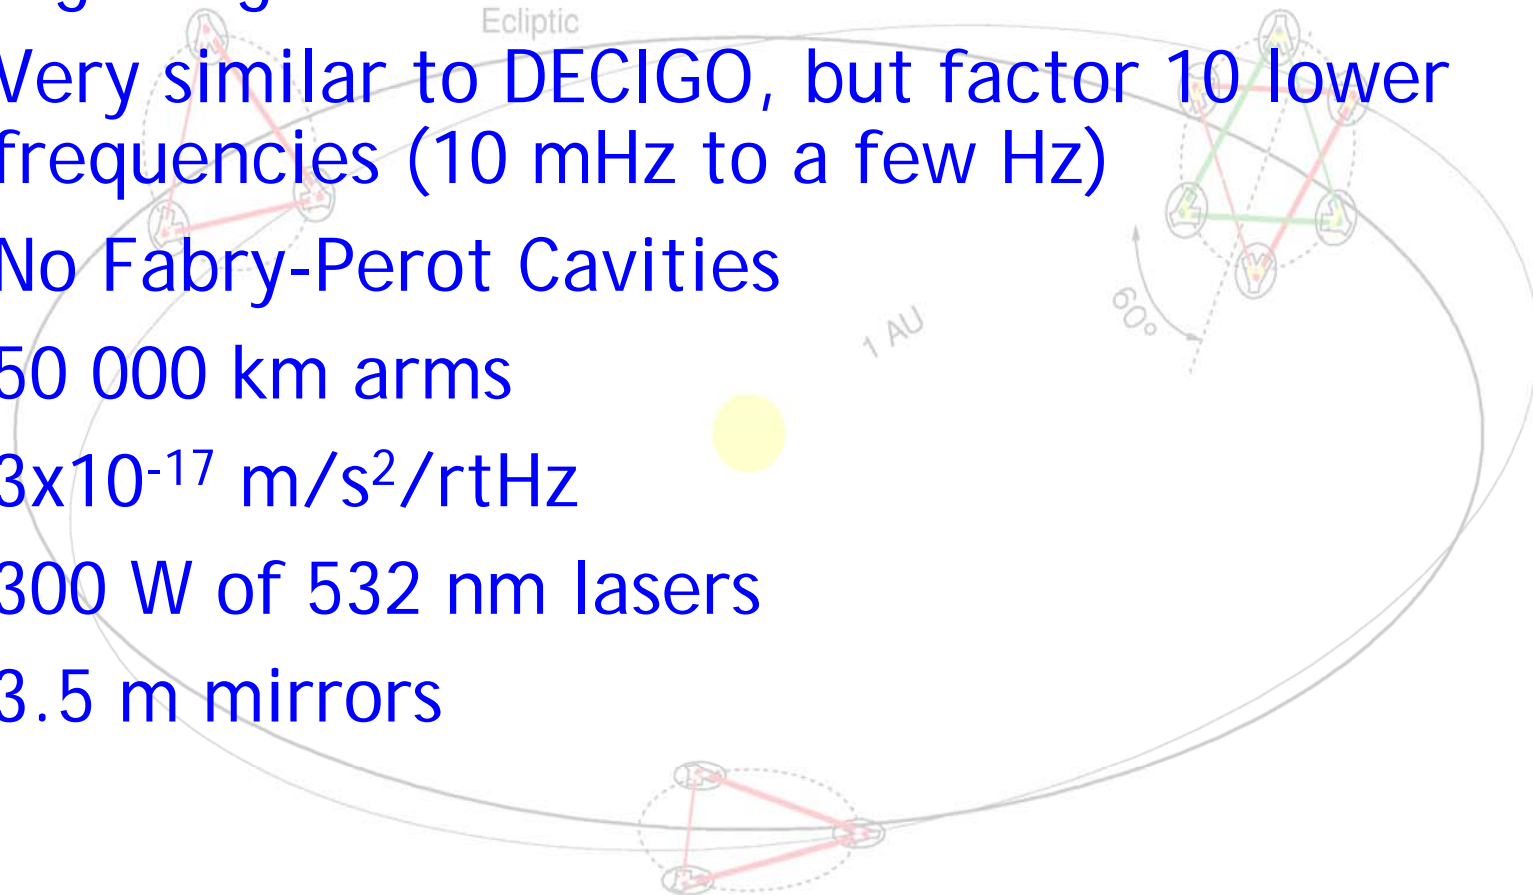 Ecliptic
Very similar to DECIGO, but factor 10 lower
frequencies (10 mHz to a few Hz)
No Fabry-Perot Cavities
60°
1 AU
50 000 km arms
3x10⁻¹⁷ m/s²/rtHz
300 W of 532 nm lasers
3.5 m mirrors